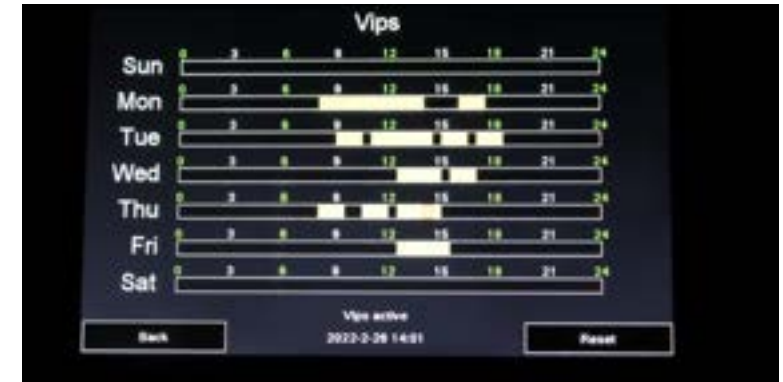 Vips
0 3 6 9 12 15 18 21 24
Sun
0 3 6 9 12 15 18 21 24
Mon
0 3 6 9 12 15 18 21 24
Tue
0 3 6 9 12 15 18 21 24
Wed
0 3 6 9 12 15 18 21 24
Thu
0 3 6 9 12 15 18 21 24
Fri
0 3 6 9 12 15 18 21 24
Sat
Vips active
Back 2022-2-26 14:01 Reset